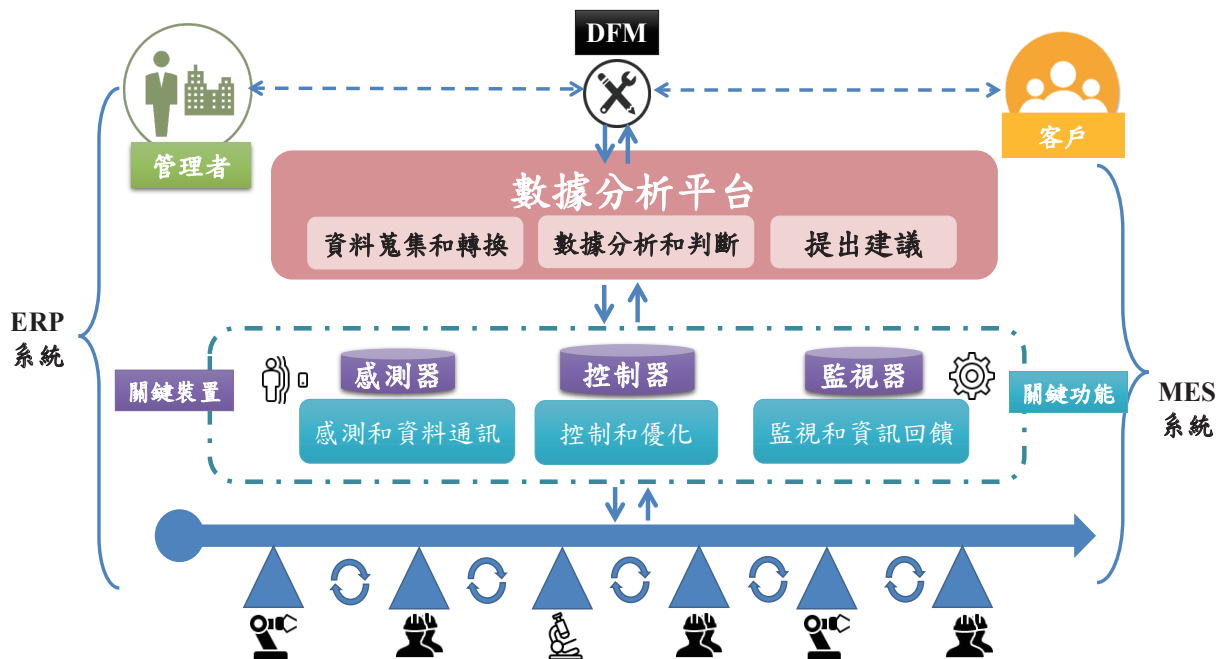 DFM
管理者
客戶
數據分析平台
資料蒐集和轉換
數據分析和判斷
提出建議
ERP
系統
MES
系統
關鍵裝置
感測器
控制器
監視器
關鍵功能
感測和資料通訊
控制和優化
監視和資訊回饋